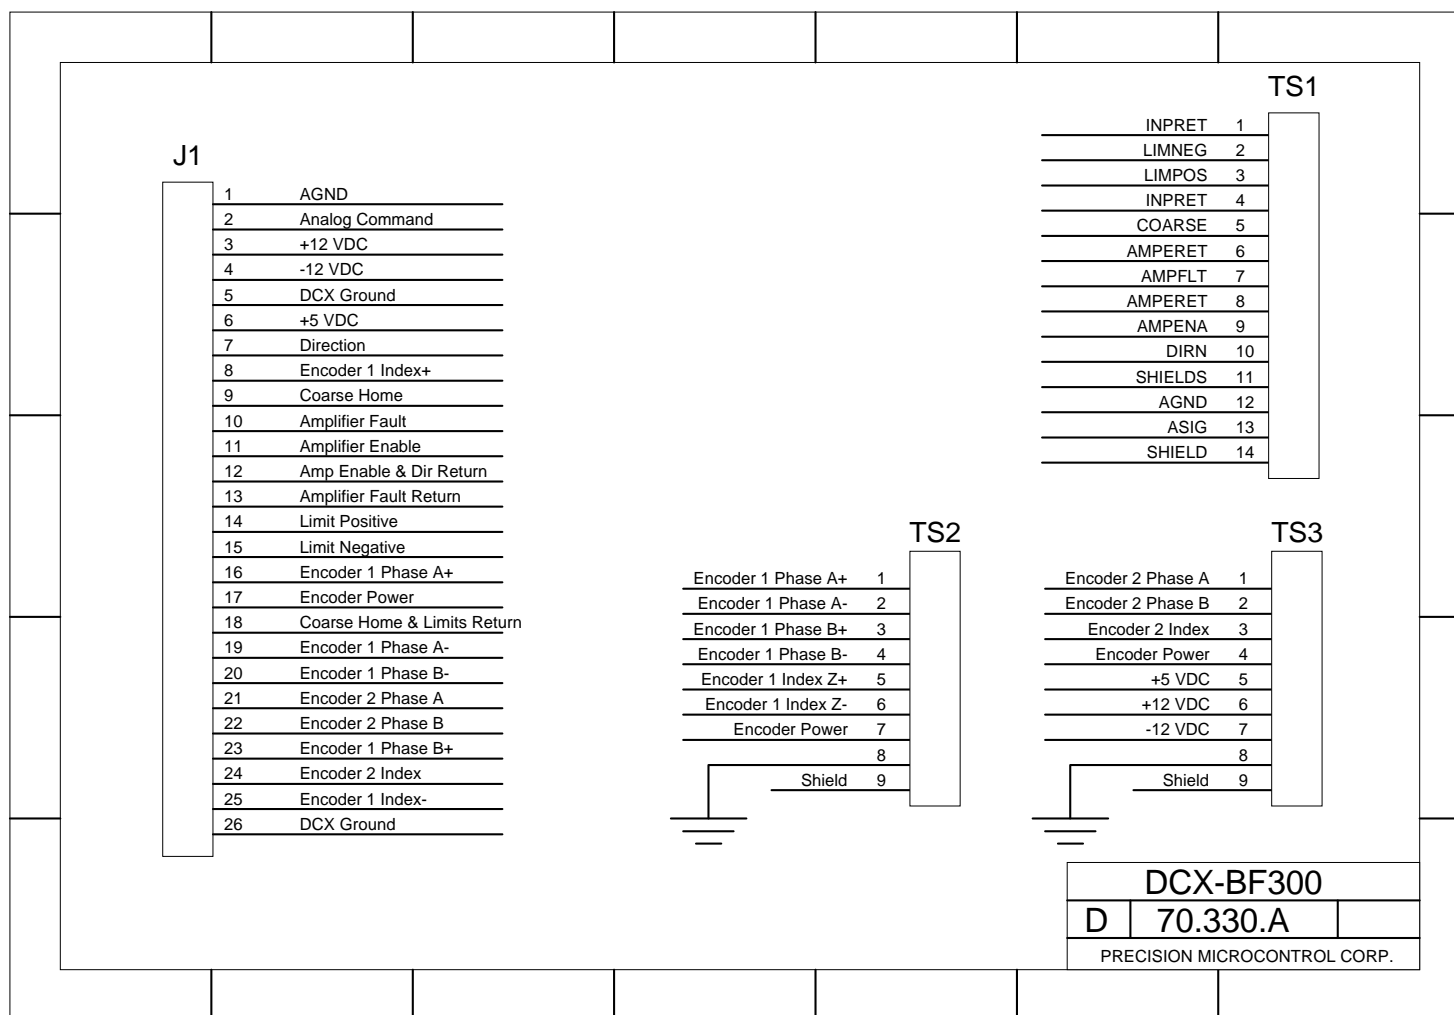 J1
1 AGND
2 Analog Command
3 +12 VDC
4 -12 VDC
5 DCX Ground
6 +5 VDC
7 Direction
8 Encoder 1 Index+
9 Coarse Home
10 Amplifier Fault
11 Amplifier Enable
12 Amp Enable & Dir Return
13 Amplifier Fault Return
14 Limit Positive
15 Limit Negative
16 Encoder 1 Phase A+
17 Encoder Power
18 Coarse Home & Limits Return
19 Encoder 1 Phase A-
20 Encoder 1 Phase B-
21 Encoder 2 Phase A
22 Encoder 2 Phase B
23 Encoder 1 Phase B+
24 Encoder 2 Index
25 Encoder 1 Index-
26 DCX Ground
TS1
INPRET 1
LIMNEG 2
LIMPOS 3
INPRET 4
COARSE 5
AMPERET 6
AMPFLT 7
AMPERET 8
AMPENA 9
DIRN 10
SHIELDS 11
AGND 12
ASIG 13
SHIELD 14
TS2
Encoder 1 Phase A+ 1
Encoder 1 Phase A- 2
Encoder 1 Phase B+ 3
Encoder 1 Phase B- 4
Encoder 1 Index Z+ 5
Encoder 1 Index Z- 6
Encoder Power 7
8
Shield 9
TS3
Encoder 2 Phase A 1
Encoder 2 Phase B 2
Encoder 2 Index 3
Encoder Power 4
+5 VDC 5
+12 VDC 6
-12 VDC 7
8
Shield 9
DCX-BF300
D 70.330.A
PRECISION MICROCONTROL CORP.